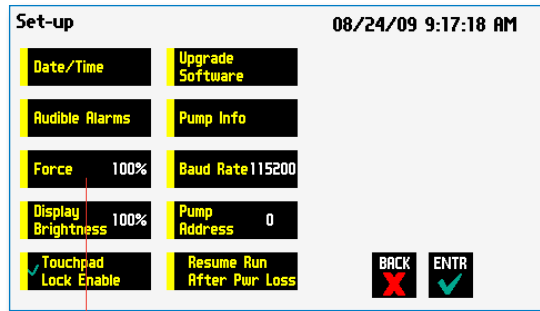 Set-up 08/24/09 9:17:18 AM
Date/Time
Upgrade
Software
Audible Alarms
Pump Info
Force 100%
Baud Rate 115200
Display
Brightness 100%
Pump
Address 0
Touchpad
Lock Enable
Resume Run
After Pwr Loss
BACK
ENTR